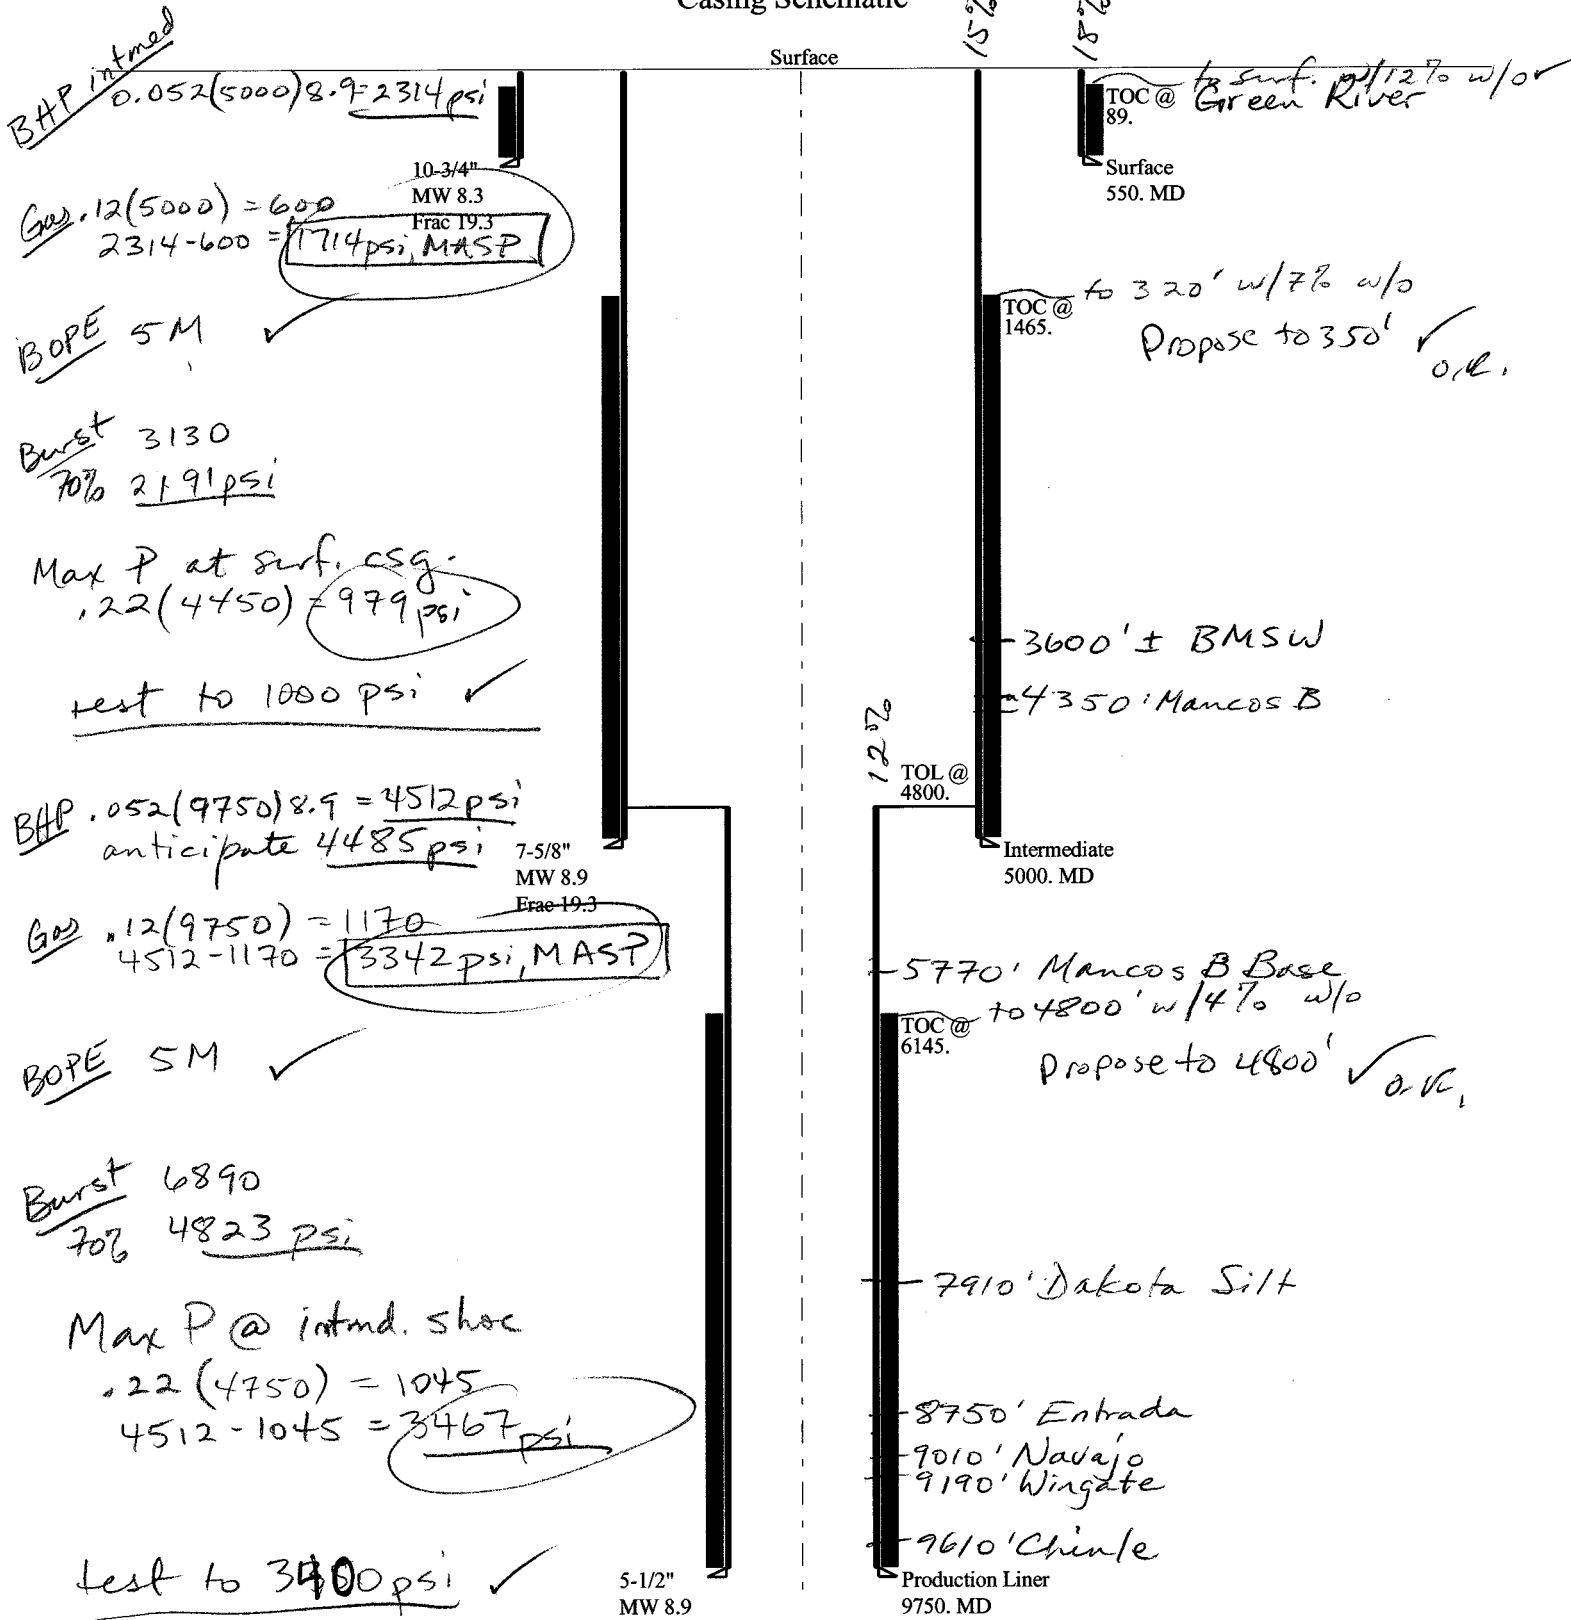 Casing Schematic
15%
18%
Surface
BHP intmed
0.052(5000)8.9=2314psi
to surf. w/12% w/o
TOC @ Green River
89.
10-3/4"
MW 8.3
Frac 19.3
Surface
550. MD
Gas .12(5000)=600
2314-600=1714psi, MASP
to 320' w/7% w/o
TOC @
1465.
Propose to 350' ✓
O.K.
BOPE 5M ✓
Burst 3130
70% 2191psi
Max P at surf. csg.
.22(4450)=979psi
3600' ± BMSW
test to 1000 psi ✓
4350' Mancos B
12%
TOL @
4800.
BHP .052(9750)8.9=4512psi
anticipate 4485psi
7-5/8"
MW 8.9
Frac 19.3
Intermediate
5000. MD
Gas .12(9750)=1170
4512-1170=3342psi, MASP
5770' Mancos B Base
to 4800' w/4% w/o
TOC @
6145.
Propose to 4800' ✓
O.K.
BOPE 5M ✓
Burst 6890
70% 4823 psi
7910' Dakota Silt
Max P @ intmd. shoe
.22(4750)=1045
4512-1045=3467psi
8750' Entrada
9010' Navajo
9190' Wingate
9610' Chinle
test to psi ✓
5-1/2"
MW 8.9
Production Liner
9750. MD